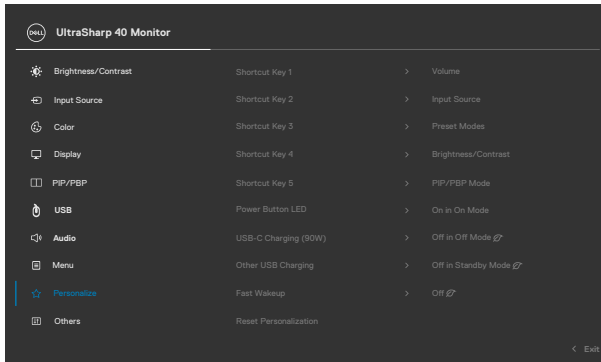 DELL UltraSharp 40 Monitor
Brightness/Contrast Shortcut Key 1 > Volume
Input Source Shortcut Key 2 > Input Source
Color Shortcut Key 3 > Preset Modes
Display Shortcut Key 4 > Brightness/Contrast
PIP/PBP Shortcut Key 5 > PIP/PBP Mode
USB Power Button LED > On in On Mode
Audio USB-C Charging (90W) > Off in Off Mode
Menu Other USB Charging > Off in Standby Mode
Personalize Fast Wakeup > Off
Others Reset Personalization
< Exit